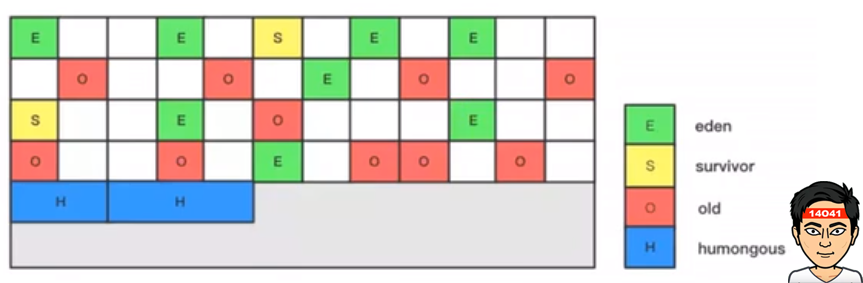 E E S E E
O O E O O
S E O E
O O E O O O
H H
E eden
S survivor
O old
H humongous
14041